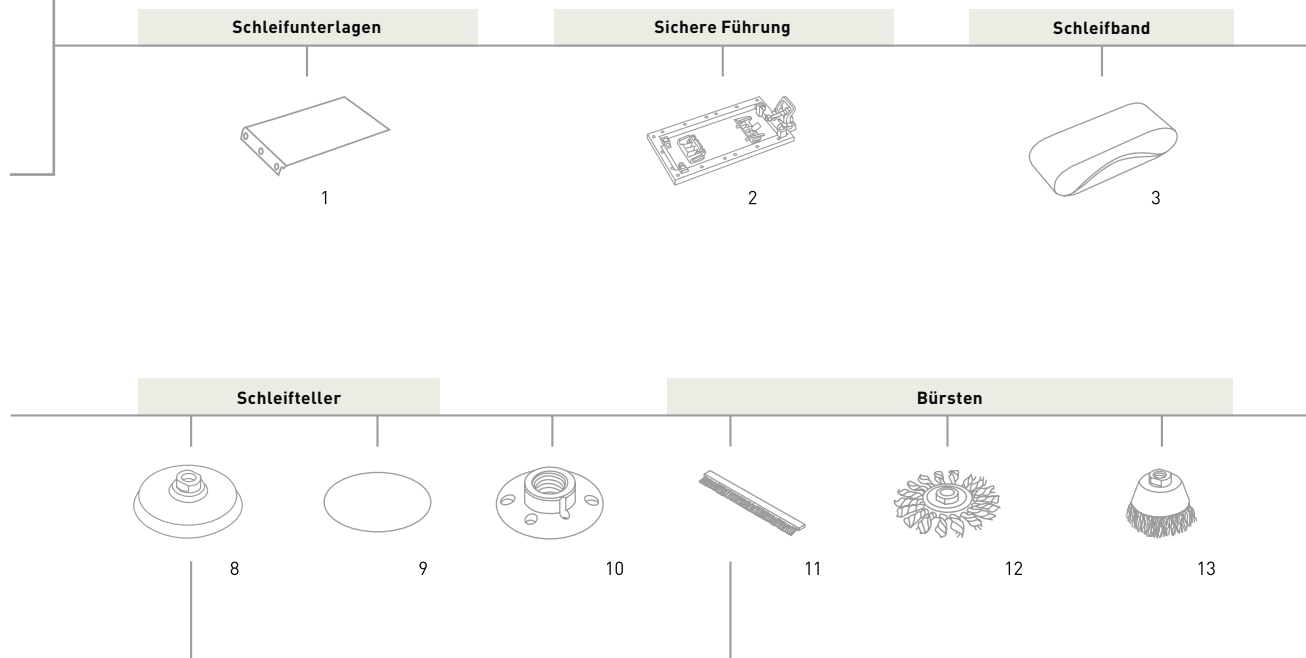 Schleifunterlagen
Sichere Führung
Schleifband
1
2
3
Schleifteller
Bürsten
8
9
10
11
12
13